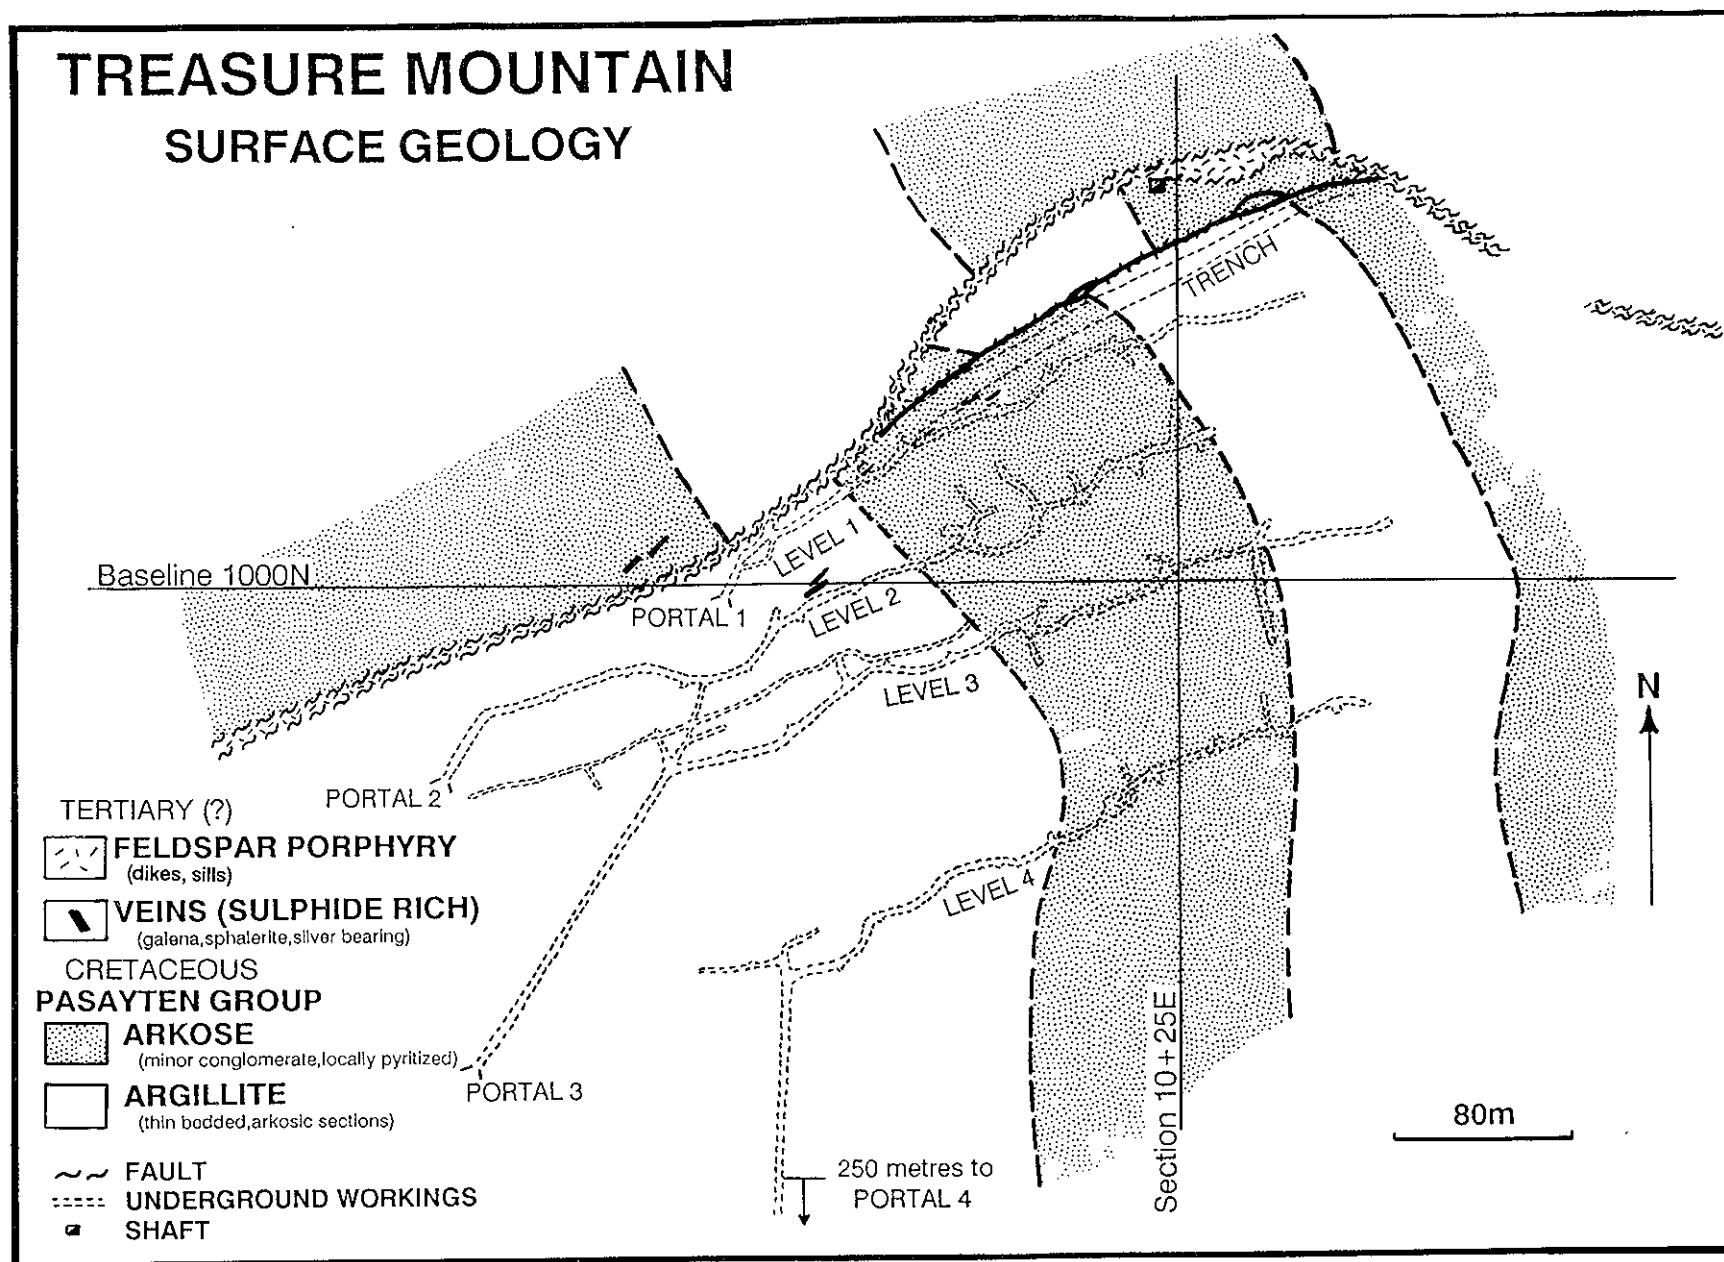 TREASURE MOUNTAIN
SURFACE GEOLOGY
TRENCH
Baseline 1000N
LEVEL 1
PORTAL 1
LEVEL 2
LEVEL 3
N
PORTAL 2
LEVEL 4
TERTIARY (?)
FELDSPAR PORPHYRY
(dikes, sills)
VEINS (SULPHIDE RICH)
(galena,sphalerite,silver bearing)
CRETACEOUS
PASAYTEN GROUP
ARKOSE
(minor conglomerate,locally pyritized)
PORTAL 3
ARGILLITE
(thin bedded,arkosic sections)
Section 10 + 25E
80m
FAULT
UNDERGROUND WORKINGS
SHAFT
250 metres to
PORTAL 4